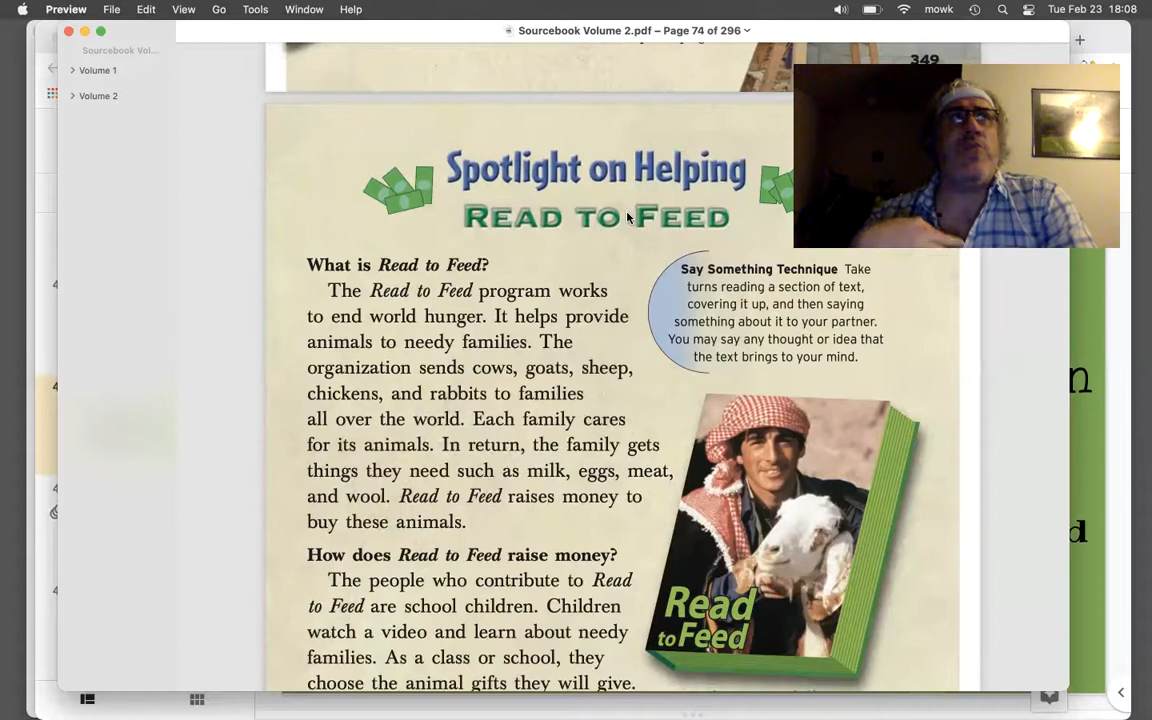 Preview File Edit View Go Tools Window Help mowk Tue Feb 23 18:08
Sourcebook Volume 2.pdf – Page 74 of 296
Sourcebook Vol...
Volume 1
Volume 2
349
Spotlight on Helping
READ TO FEED
What is Read to Feed?
The Read to Feed program works
to end world hunger. It helps provide
animals to needy families. The
organization sends cows, goats, sheep,
chickens, and rabbits to families
all over the world. Each family cares
for its animals. In return, the family gets
things they need such as milk, eggs, meat,
and wool. Read to Feed raises money to
buy these animals.
How does Read to Feed raise money?
The people who contribute to Read
to Feed are school children. Children
watch a video and learn about needy
families. As a class or school, they
choose the animal gifts they will give.
Say Something Technique Take
turns reading a section of text,
covering it up, and then saying
something about it to your partner.
You may say any thought or idea that
the text brings to your mind.
Read
to Feed